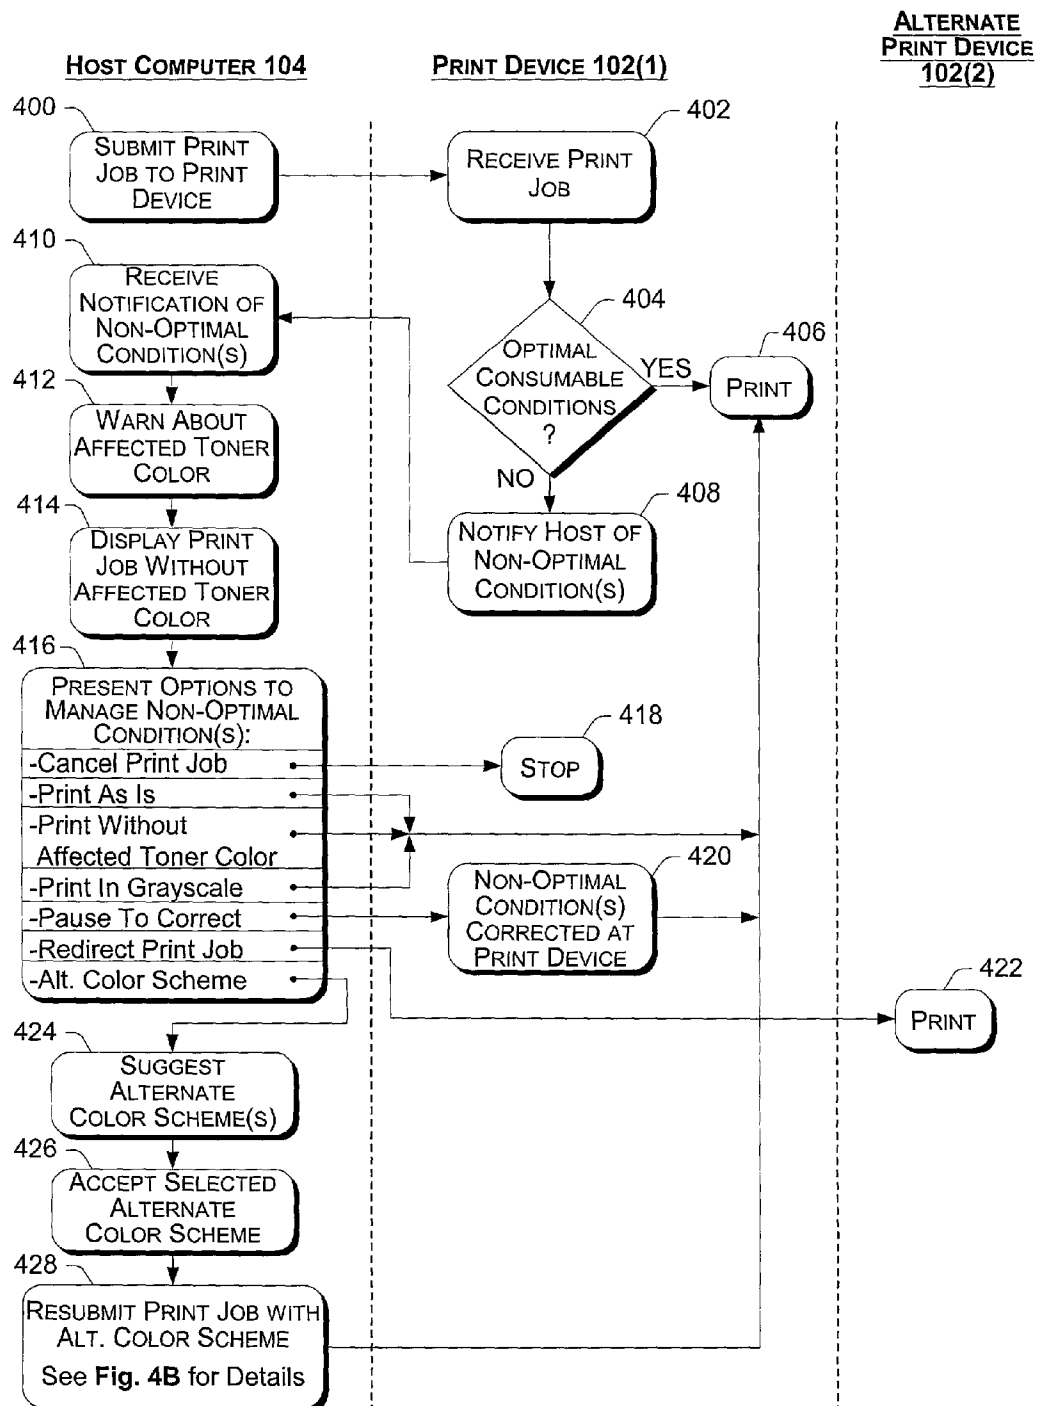 HOST COMPUTER 104
PRINT DEVICE 102(1)
ALTERNATE
PRINT DEVICE
102(2)
400
SUBMIT PRINT
JOB TO PRINT
DEVICE
402
RECEIVE PRINT
JOB
410
RECEIVE
NOTIFICATION OF
NON-OPTIMAL
CONDITION(S)
404
OPTIMAL
CONSUMABLE
CONDITIONS
?
YES
NO
406
PRINT
412
WARN ABOUT
AFFECTED TONER
COLOR
408
NOTIFY HOST OF
NON-OPTIMAL
CONDITION(S)
414
DISPLAY PRINT
JOB WITHOUT
AFFECTED TONER
COLOR
416
PRESENT OPTIONS TO
MANAGE NON-OPTIMAL
CONDITION(S):
-Cancel Print Job
-Print As Is
-Print Without
Affected Toner Color
-Print In Grayscale
-Pause To Correct
-Redirect Print Job
-Alt. Color Scheme
418
STOP
420
NON-OPTIMAL
CONDITION(S)
CORRECTED AT
PRINT DEVICE
422
PRINT
424
SUGGEST
ALTERNATE
COLOR SCHEME(S)
426
ACCEPT SELECTED
ALTERNATE
COLOR SCHEME
428
RESUBMIT PRINT JOB WITH
ALT. COLOR SCHEME
See Fig. 4B for Details